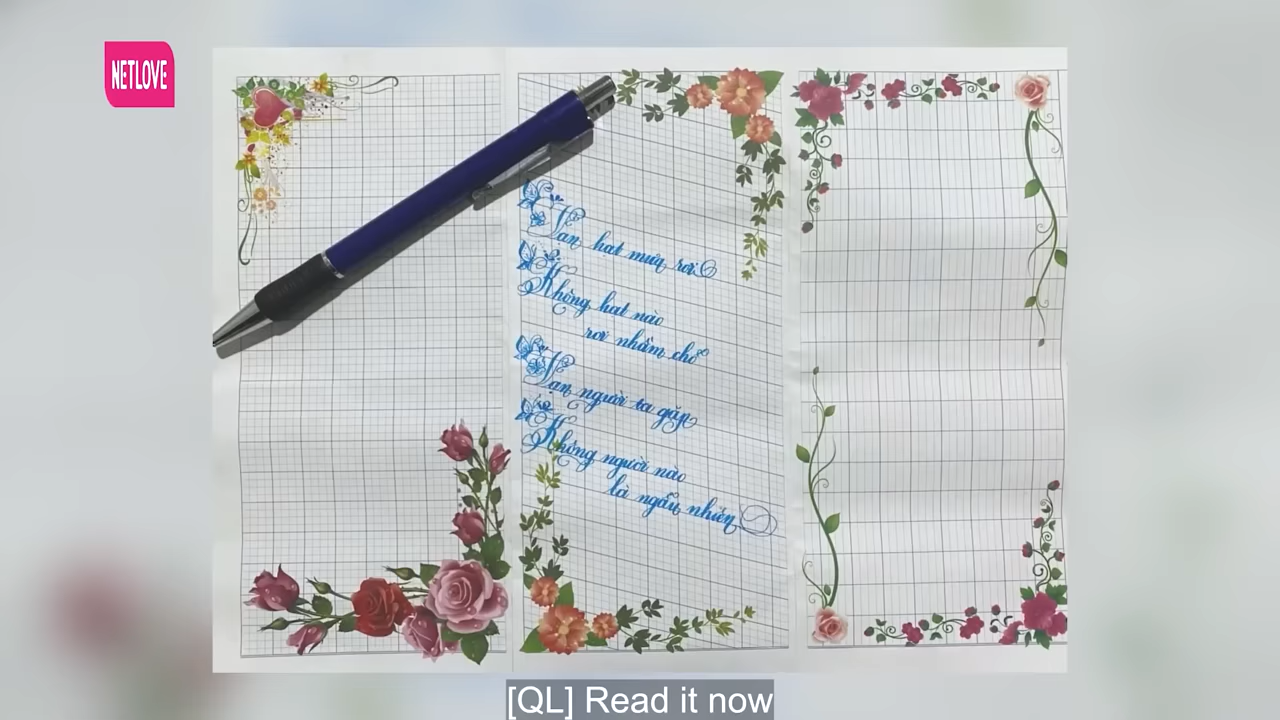 NETLOVE
Vạn hạt mưa rơi
Không hạt nào
rơi nhầm chỗ
Vạn người ta gặp
Không người nào
là ngẫu nhiên
[QL] Read it now